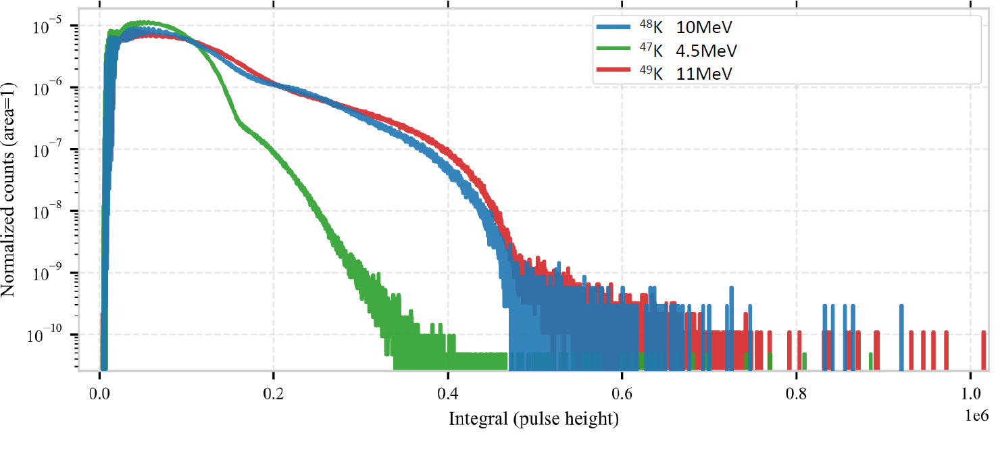 Normalized counts (area=1)
10⁻⁵
10⁻⁶
10⁻⁷
10⁻⁸
10⁻⁹
10⁻¹⁰
⁴⁸K 10MeV
⁴⁷K 4.5MeV
⁴⁹K 11MeV
0.0 0.2 0.4 0.6 0.8 1.0
1e6
Integral (pulse height)